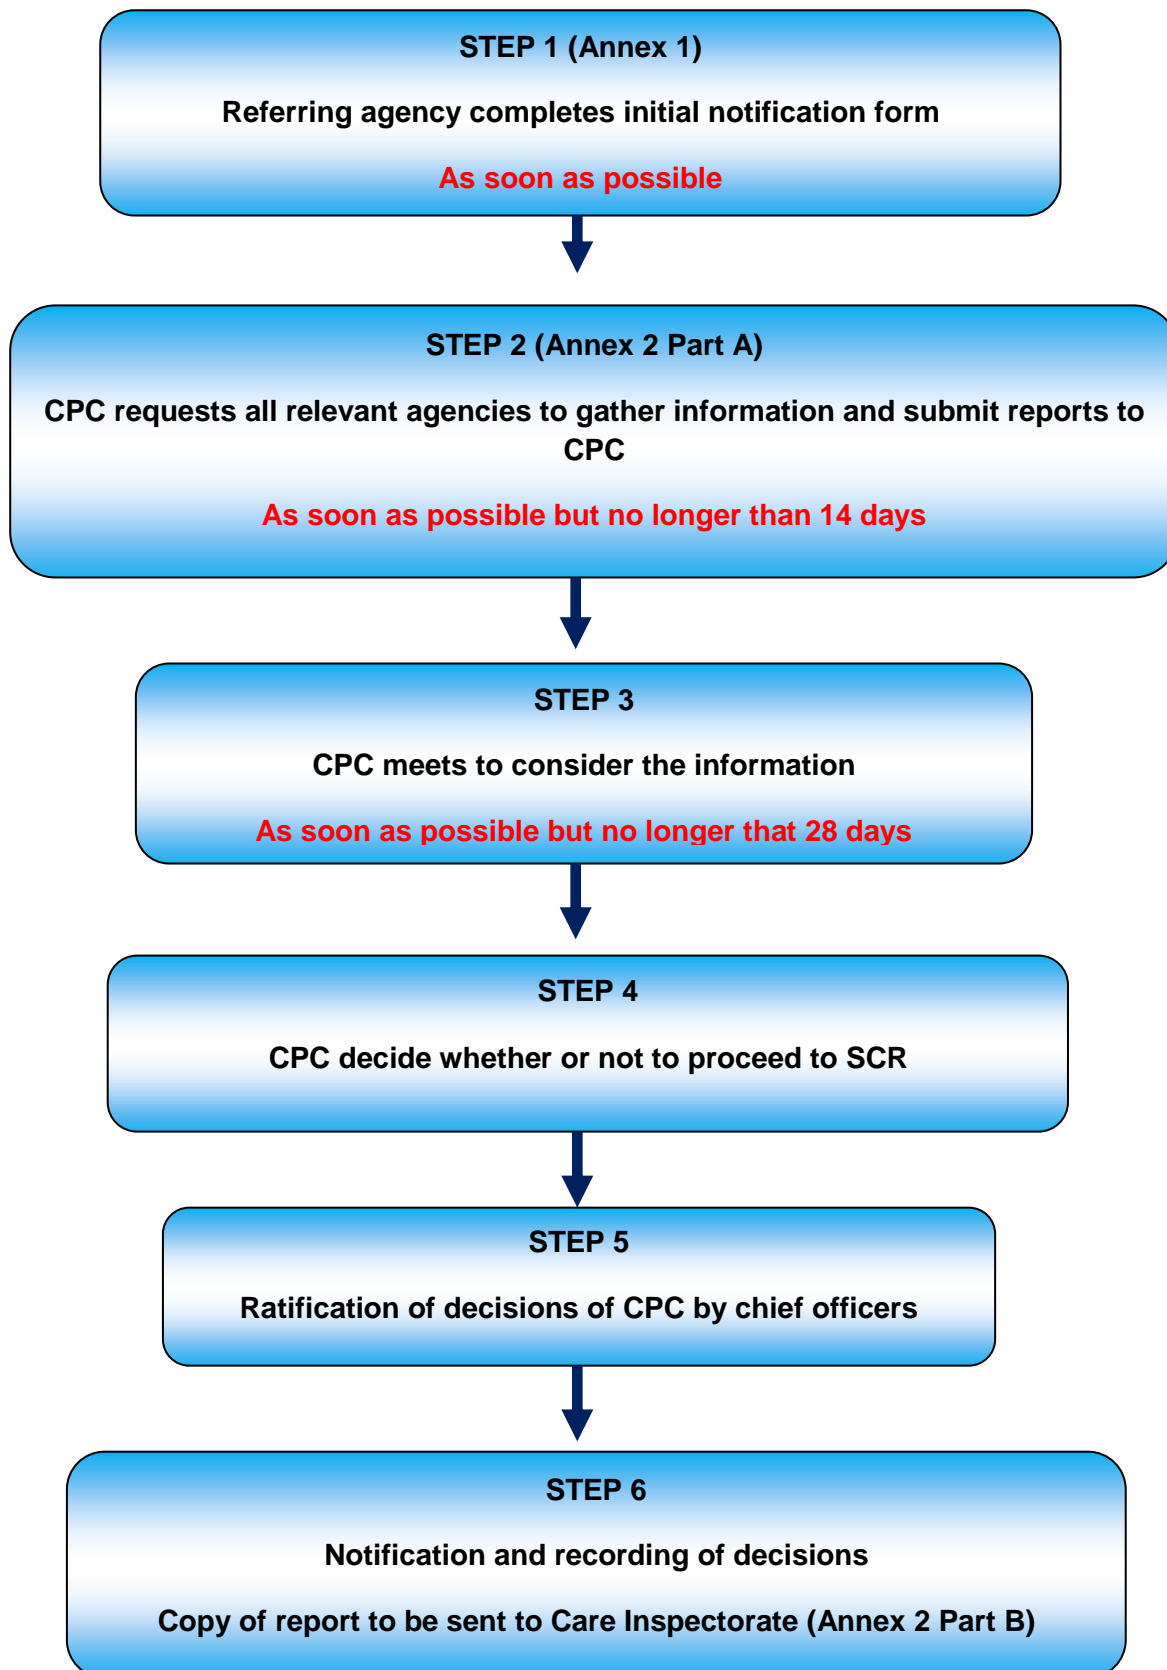 STEP 1 (Annex 1)
Referring agency completes initial notification form
As soon as possible
STEP 2 (Annex 2 Part A)
CPC requests all relevant agencies to gather information and submit reports to
CPC
As soon as possible but no longer than 14 days
STEP 3
CPC meets to consider the information
As soon as possible but no longer that 28 days
STEP 4
CPC decide whether or not to proceed to SCR
STEP 5
Ratification of decisions of CPC by chief officers
STEP 6
Notification and recording of decisions
Copy of report to be sent to Care Inspectorate (Annex 2 Part B)